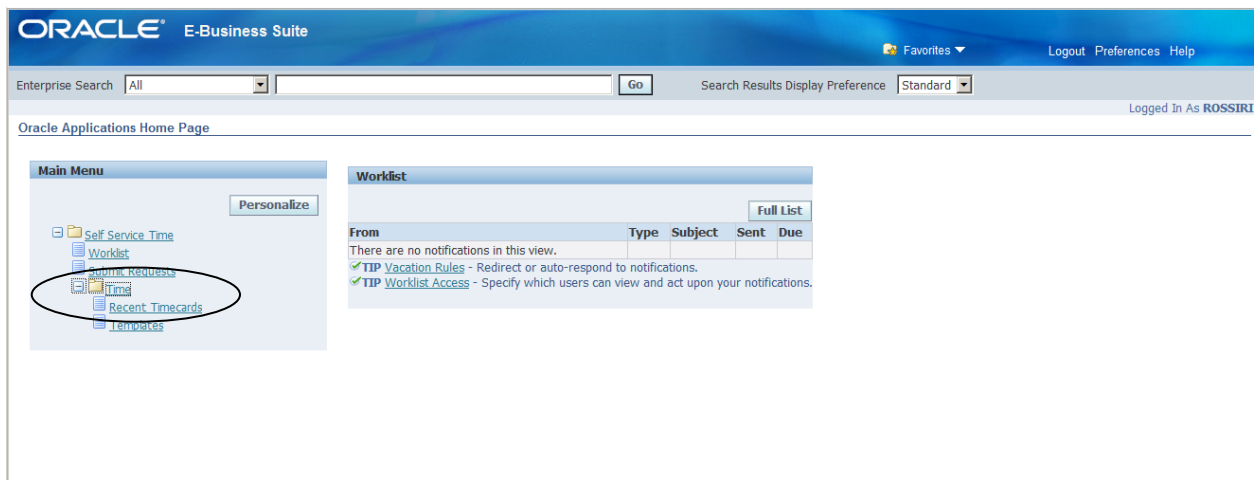 ORACLE® E-Business Suite
Favorites
Logout Preferences Help
Enterprise Search All Go Search Results Display Preference Standard
Logged In As ROSSIRI
Oracle Applications Home Page
Main Menu
Personalize
Self Service Time
Worklist
Submit Requests
Time
Recent Timecards
Templates
Worklist
Full List
From Type Subject Sent Due
There are no notifications in this view.
TIP Vacation Rules - Redirect or auto-respond to notifications.
TIP Worklist Access - Specify which users can view and act upon your notifications.